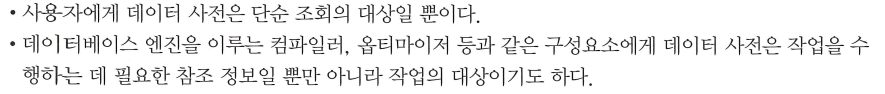 • 사용자에게 데이터 사전은 단순 조회의 대상일 뿐이다.
• 데이터베이스 엔진을 이루는 컴파일러, 옵티마이저 등과 같은 구성요소에게 데이터 사전은 작업을 수
행하는 데 필요한 참조 정보일 뿐만 아니라 작업의 대상이기도 하다.